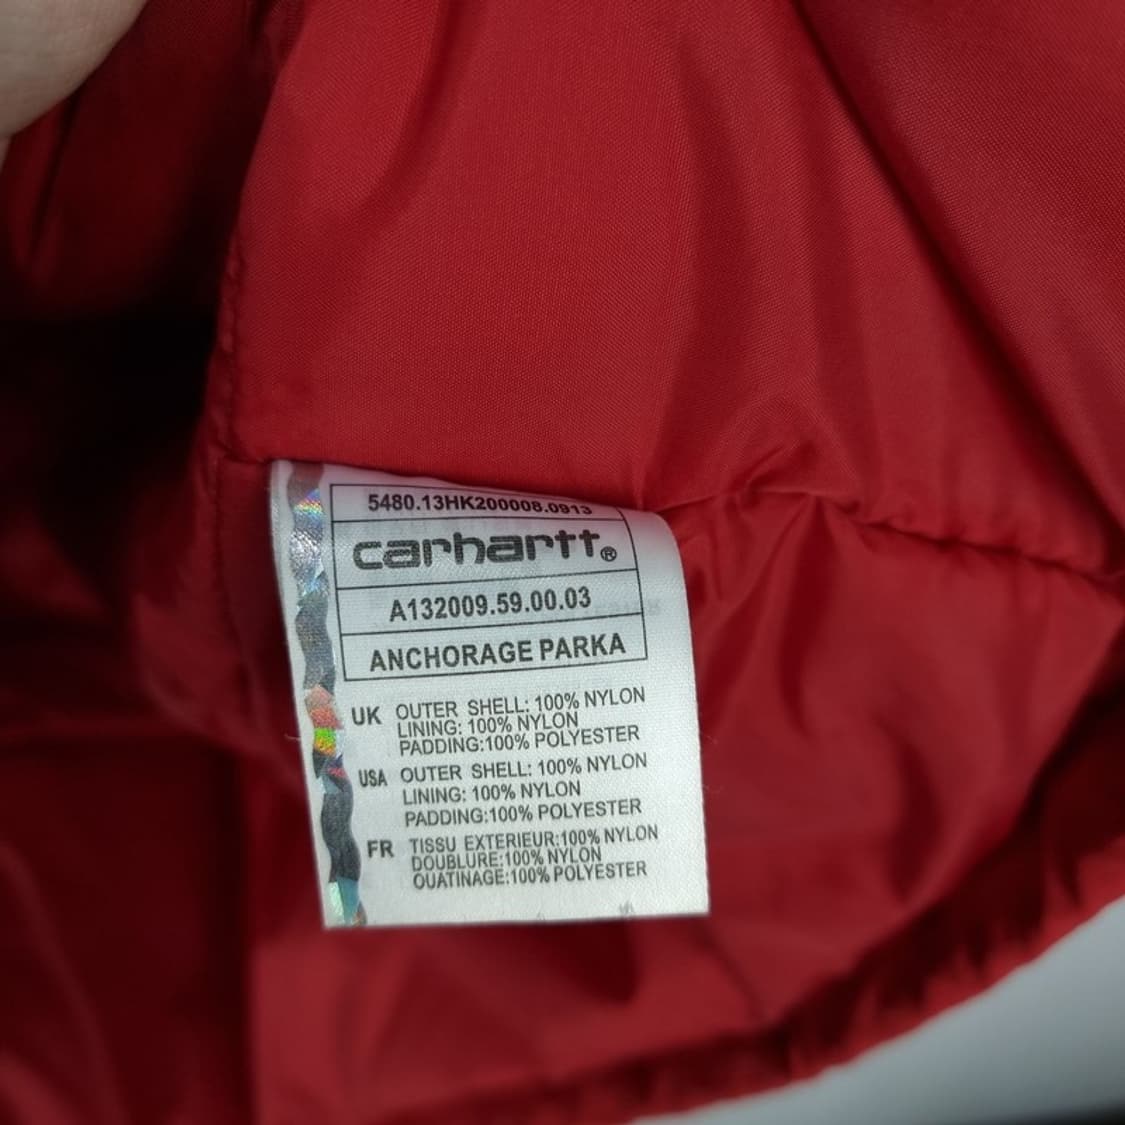 5480.13HK200008.0913
carhartt®
A132009.59.00.03
ANCHORAGE PARKA
UK OUTER SHELL: 100% NYLON
LINING: 100% NYLON
PADDING:100% POLYESTER
USA OUTER SHELL: 100% NYLON
LINING: 100% NYLON
PADDING:100% POLYESTER
FR TISSU EXTERIEUR:100% NYLON
DOUBLURE:100% NYLON
OUATINAGE:100% POLYESTER